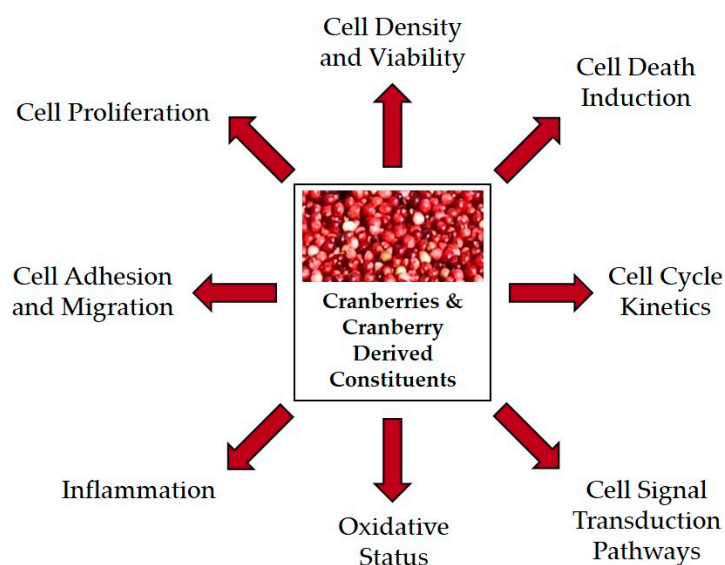 Cell Density
and Viability
Cell Death
Induction
Cell Proliferation
Cell Adhesion
and Migration
Cranberries &
Cranberry
Derived
Constituents
Cell Cycle
Kinetics
Inflammation
Oxidative
Status
Cell Signal
Transduction
Pathways